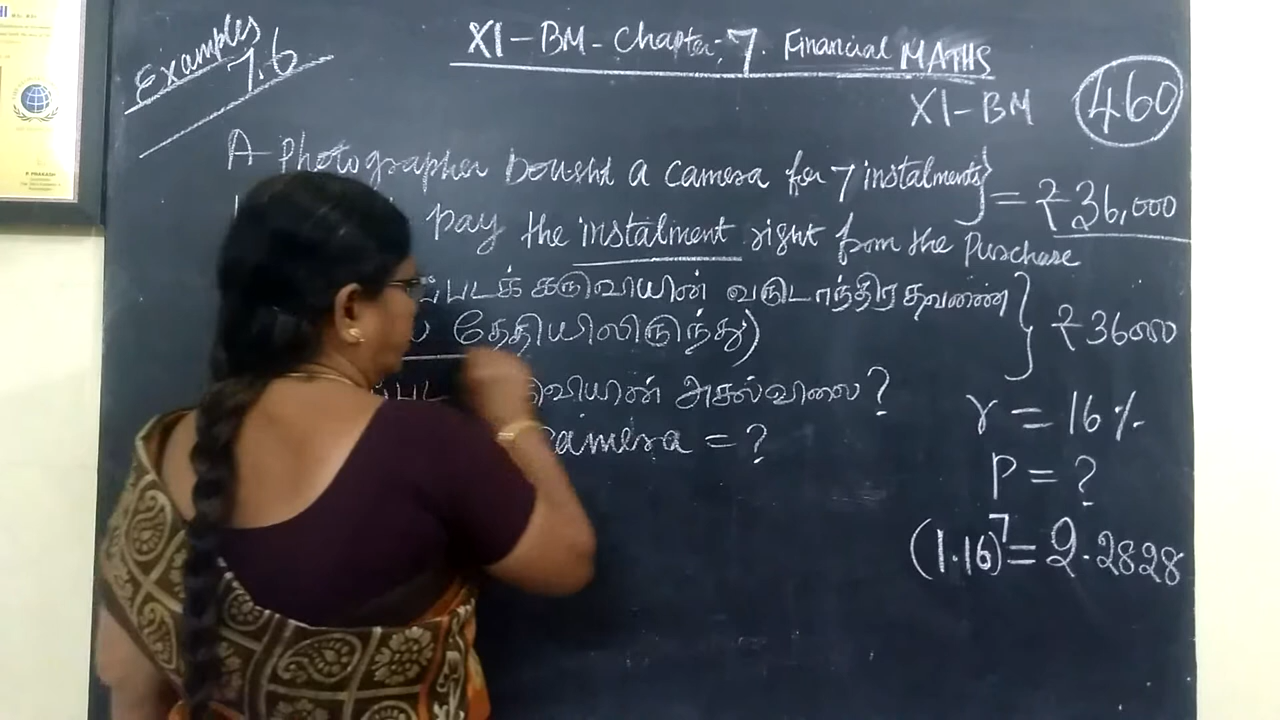 Examples
7.6
XI-BM-Chapter: 7. Financial MATHS
XI-BM 460
A photographer bought a camera for 7 instalments = ₹36,000
pay the instalment right from the Purchase
படக் கருவியின் வருடாந்திர தவணை ₹36000
தேதியிலிருந்து)
அசல்விலை?
camera = ?
r = 16%
P = ?
(1.16)⁷ = 2.2828